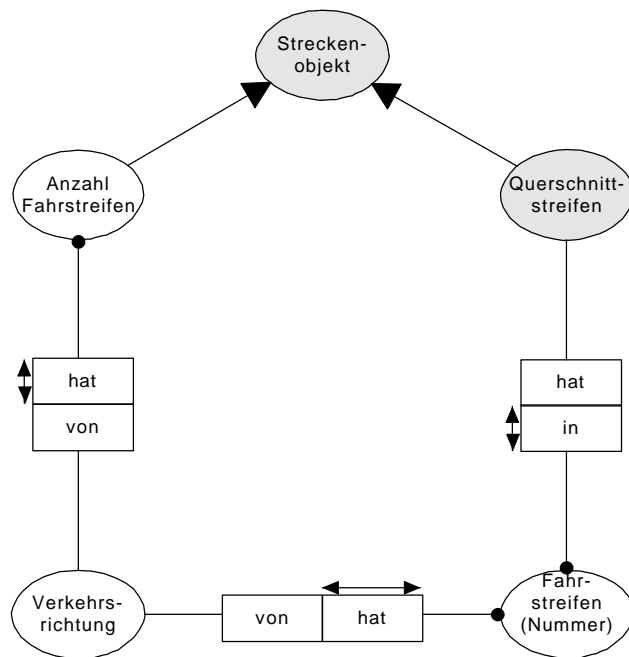 Strecken-
objekt
Anzahl
Fahrstreifen
Querschnitt-
streifen
hat
von
hat
in
Verkehrs-
richtung
von
hat
Fahr-
streifen
(Nummer)